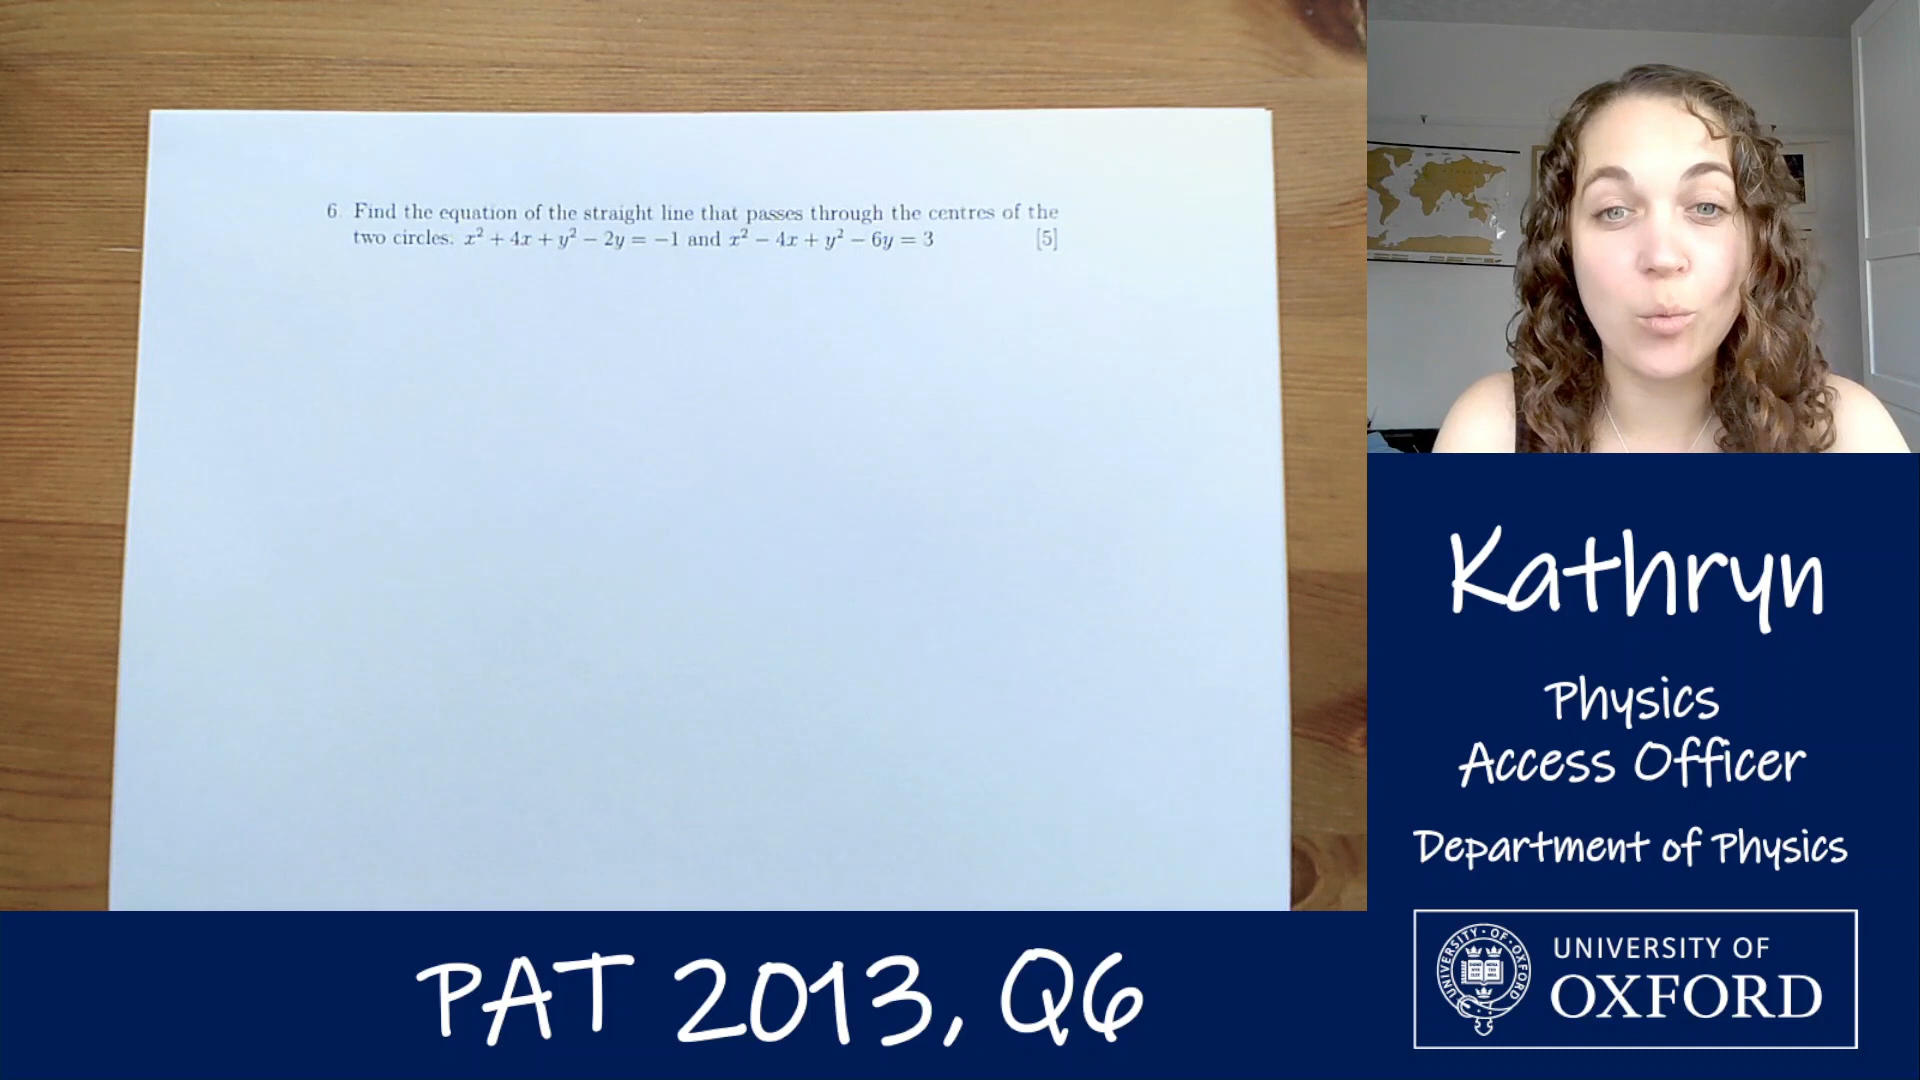 6. Find the equation of the straight line that passes through the centres of the
two circles: x² + 4x + y² − 2y = −1 and x² − 4x + y² − 6y = 3 [5]
Kathryn
Physics
Access Officer
Department of Physics
UNIVERSITY OF
OXFORD
PAT 2013, Q6